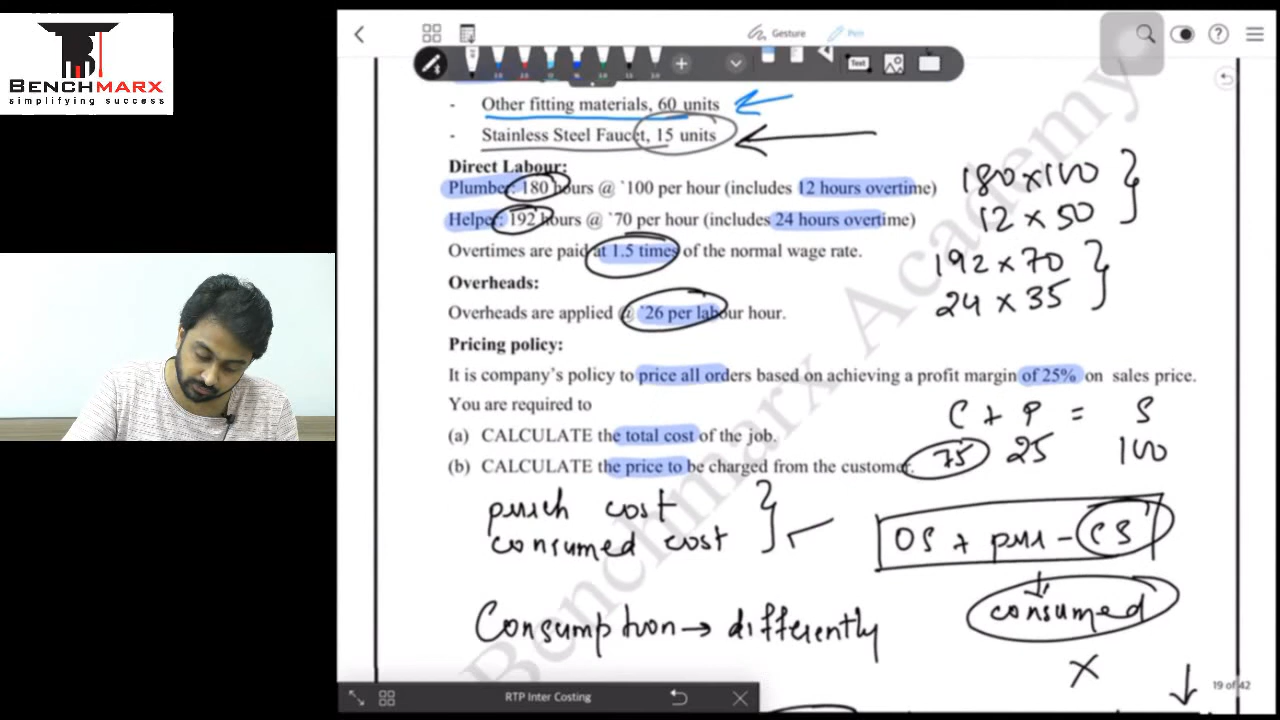 BENCHMARX
simplifying success
Gesture
Pen
Text
- Other fitting materials, 60 units
- Stainless Steel Faucet, 15 units
Direct Labour:
Plumber: 180 hours @ `100 per hour (includes 12 hours overtime)
180 x 100
12 x 50
Helper: 192 hours @ `70 per hour (includes 24 hours overtime)
Overtimes are paid at 1.5 times of the normal wage rate.
192 x 70
24 x 35
Overheads:
Overheads are applied @ `26 per labour hour.
Pricing policy:
It is company's policy to price all orders based on achieving a profit margin of 25% on sales price.
You are required to
C + P = S
(a) CALCULATE the total cost of the job.
75 25 100
(b) CALCULATE the price to be charged from the customer.
purch cost
consumed cost
OS + pur - CS
consumed
Consumption → differently
X
Benchmarx Academy
RTP Inter Costing
19 of 42